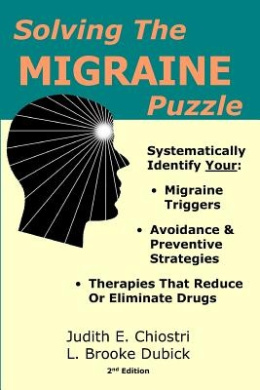 Solving The
MIGRAINE
Puzzle
Systematically
Identify Your:
• Migraine
Triggers
• Avoidance &
Preventive
Strategies
• Therapies That Reduce
Or Eliminate Drugs
Judith E. Chiostri
L. Brooke Dubick
2nd Edition